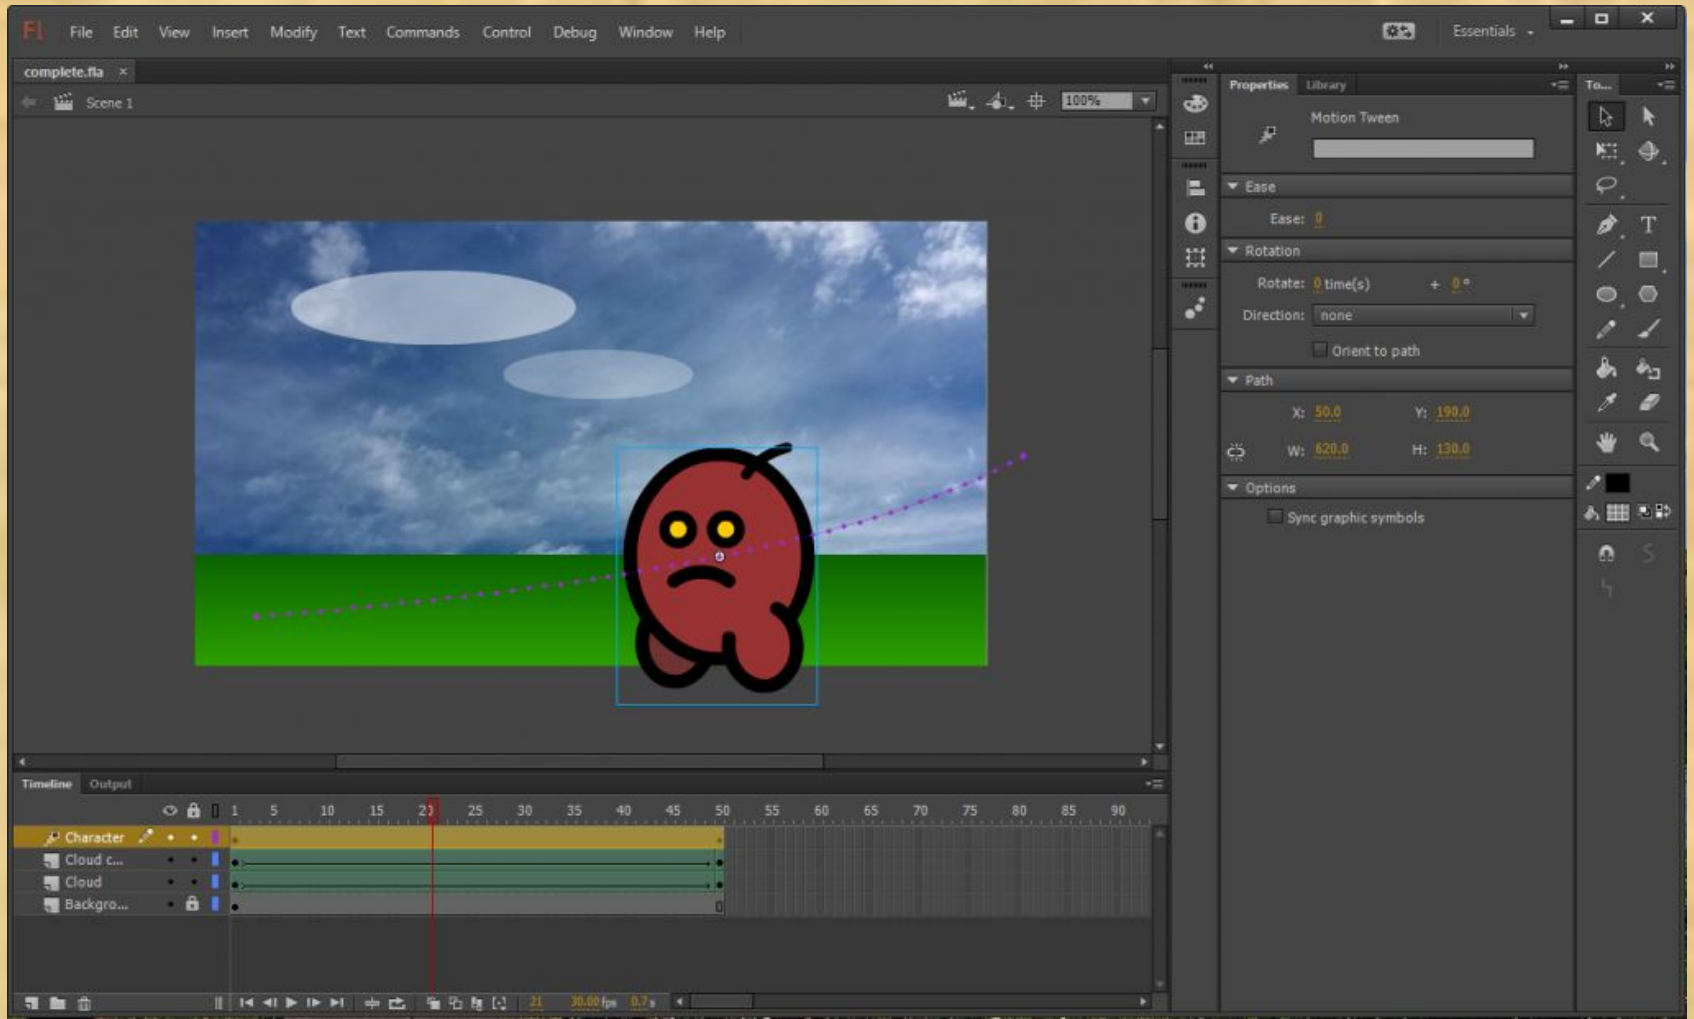 Fl File Edit View Insert Modify Text Commands Control Debug Window Help Essentials
complete.fla ×
Scene 1 100%
Properties Library To...
Motion Tween
Ease
Ease: 0
Rotation
Rotate: 0 time(s) + 0°
Direction: none
Orient to path
Path
X: 50.0 Y: 190.0
W: 620.0 H: 130.0
Options
Sync graphic symbols
Timeline Output
1 5 10 15 20 25 30 35 40 45 50 55 60 65 70 75 80 85 90
Character
Cloud c...
Cloud
Backgro...
21 30.00 fps 0.7 s